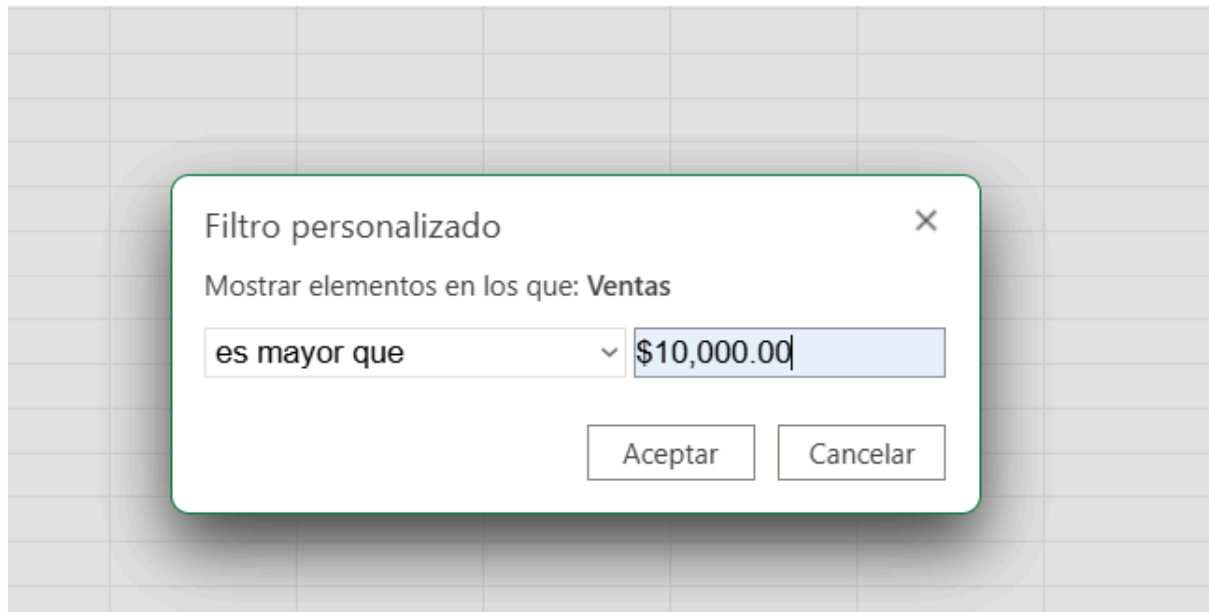 Filtro personalizado
Mostrar elementos en los que: Ventas
es mayor que $10,000.00
Aceptar Cancelar